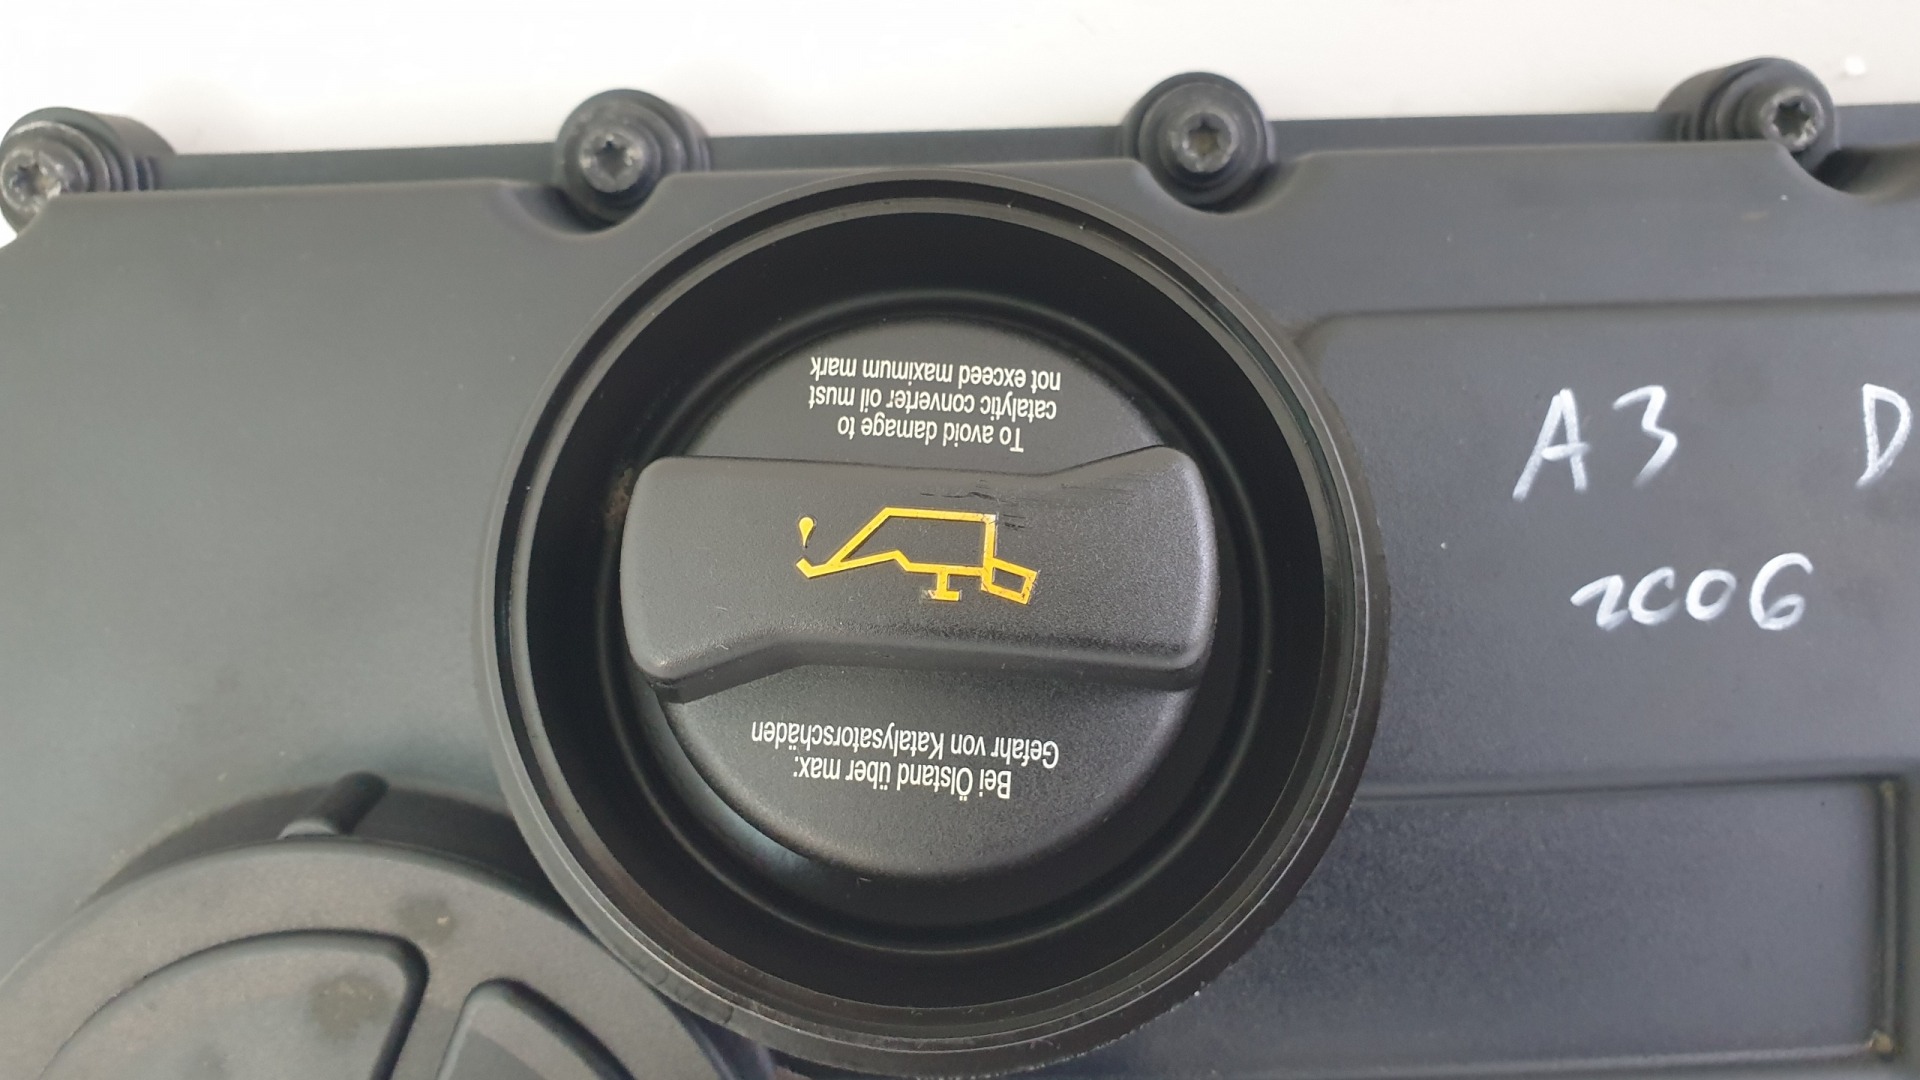 Bei Ölstand über max:
Gefahr von Katalysatorschäden
To avoid damage to
catalytic converter oil must
not exceed maximum mark
A3 D
2006